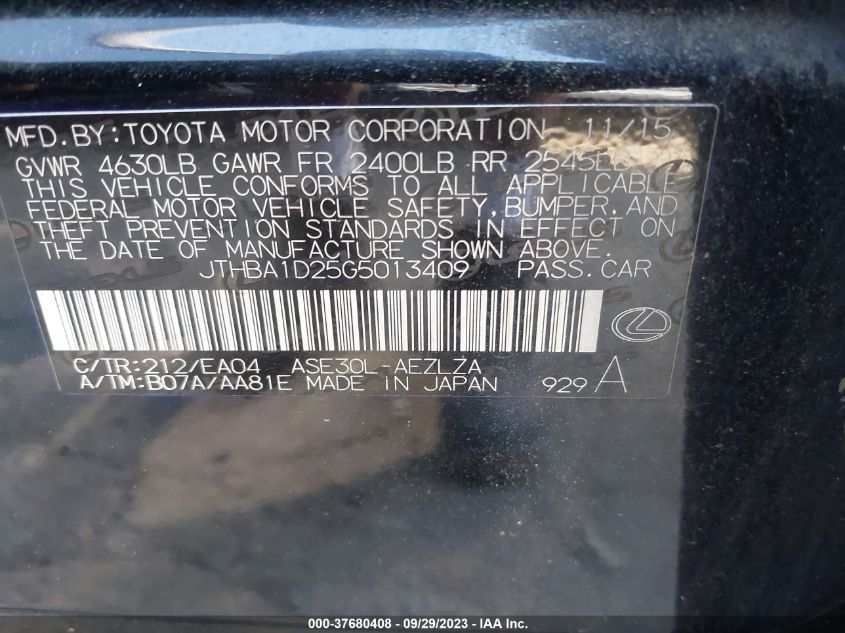 MFD.BY:TOYOTA MOTOR CORPORATION 11/15
GVWR 4630LB GAWR FR 2400LB RR 2545LB
THIS VEHICLE CONFORMS TO ALL APPLICABLE
FEDERAL MOTOR VEHICLE SAFETY,BUMPER,AND
THEFT PREVENTION STANDARDS IN EFFECT ON
THE DATE OF MANUFACTURE SHOWN ABOVE.
JTHBA1D25G5013409 PASS.CAR
C/TR:212/EA04 ASE30L-AEZLZA
A/TM:B07A/AA81E MADE IN JAPAN 929 A
000-37680408 / 09/29/2023 - IAA Inc.